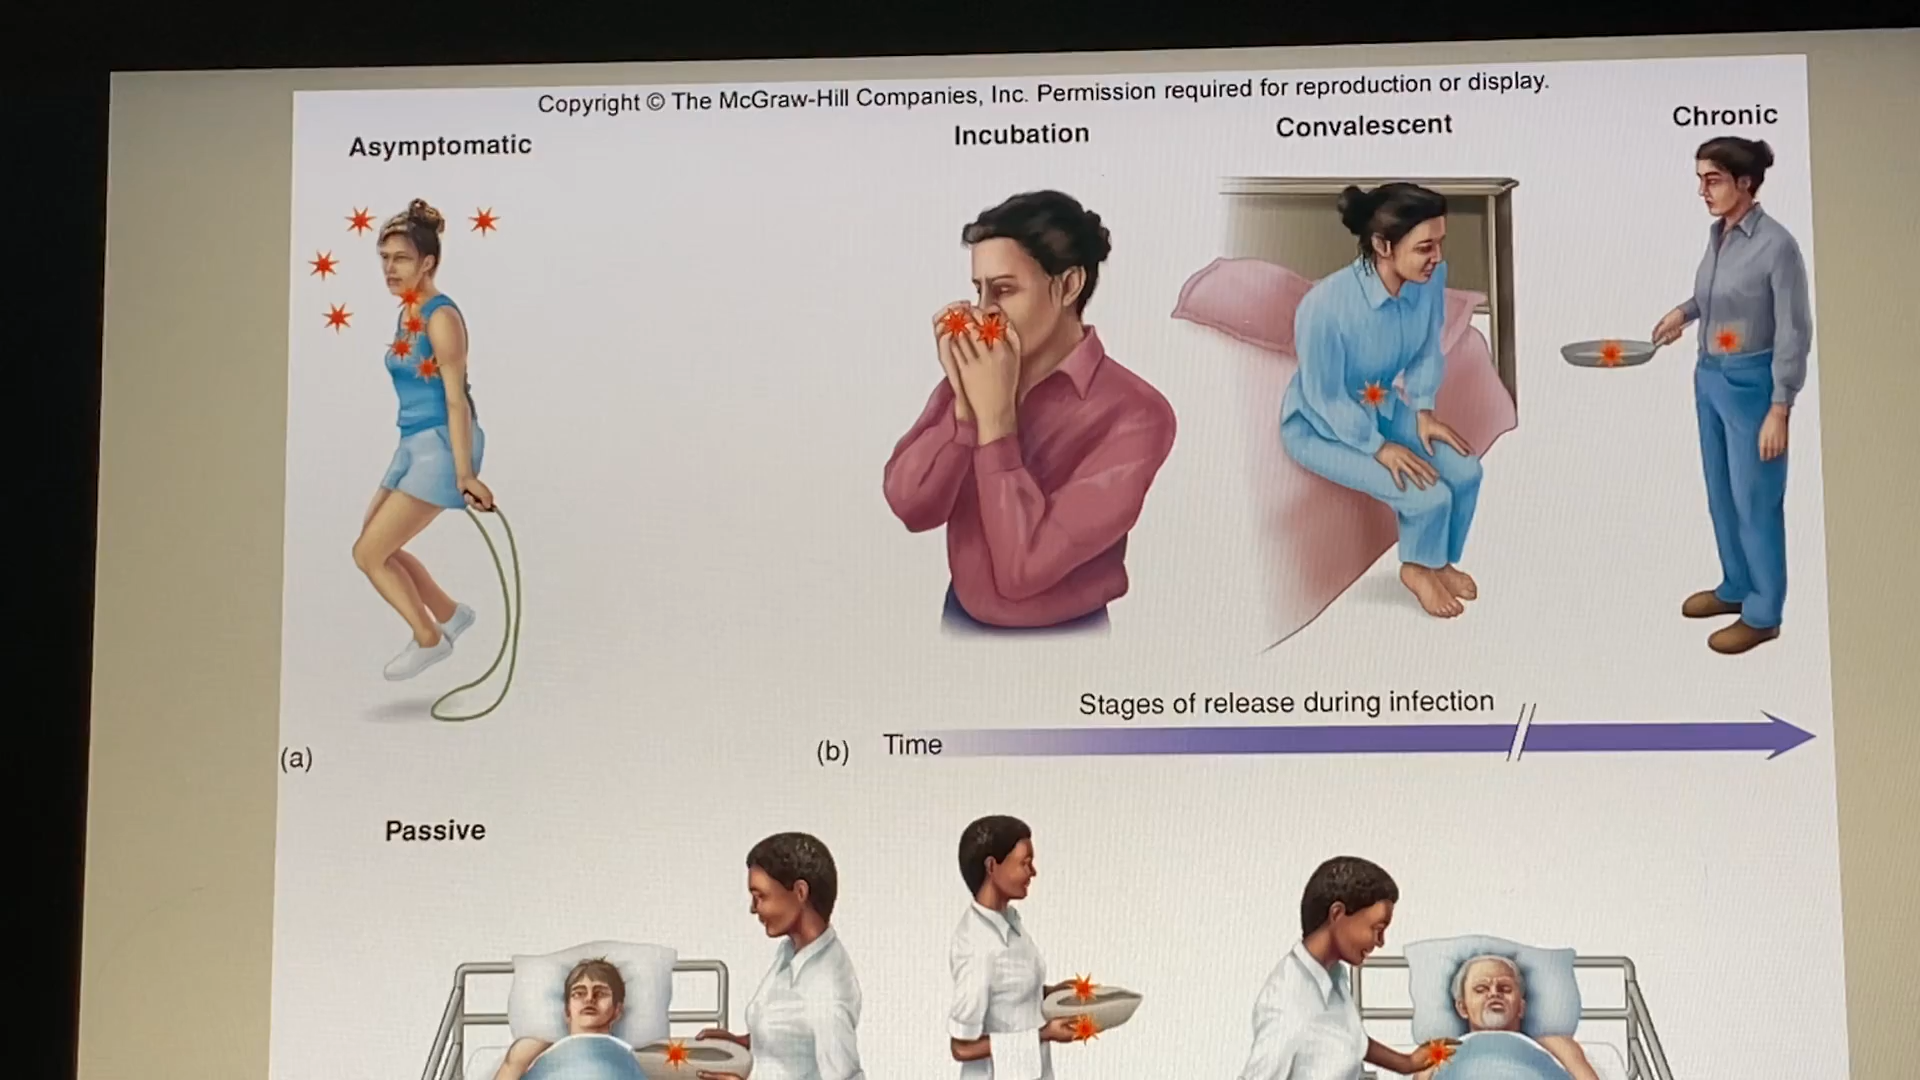 Copyright © The McGraw-Hill Companies, Inc. Permission required for reproduction or display.
Asymptomatic
Incubation
Convalescent
Chronic
Stages of release during infection
(a)
(b)
Time
Passive